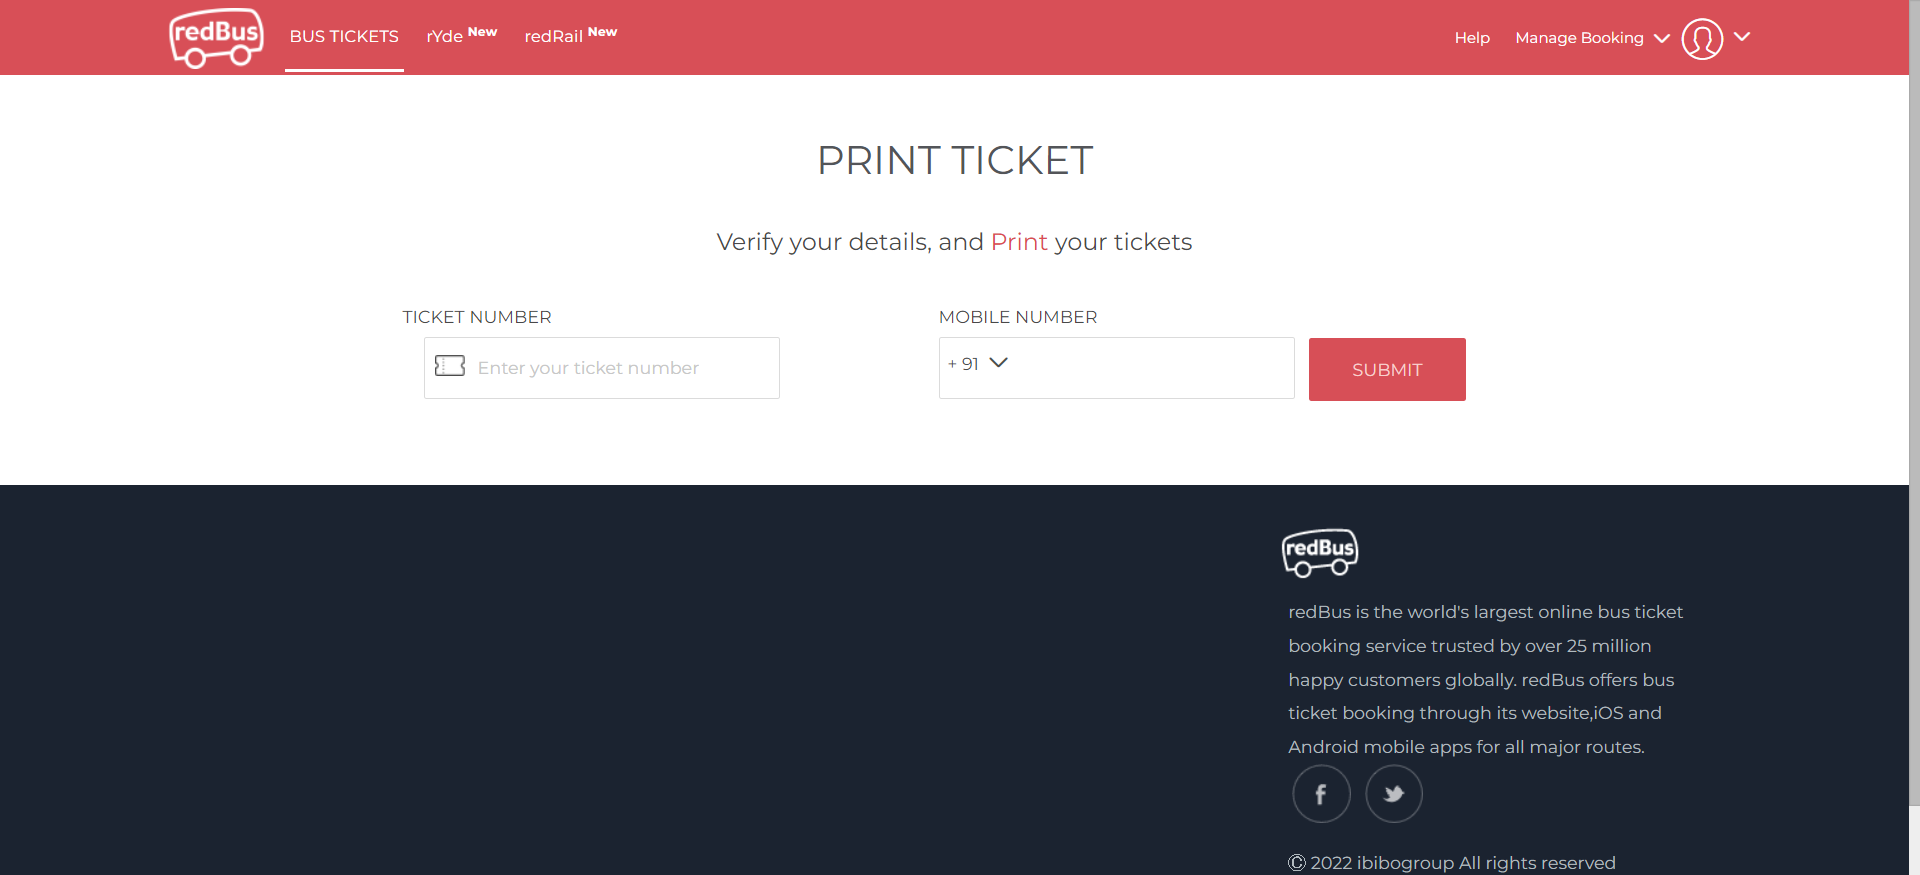 redBus
BUS TICKETS rYde New redRail New
Help Manage Booking
PRINT TICKET
Verify your details, and Print your tickets
TICKET NUMBER
Enter your ticket number
MOBILE NUMBER
+ 91
SUBMIT
redBus
redBus is the world's largest online bus ticket
booking service trusted by over 25 million
happy customers globally. redBus offers bus
ticket booking through its website,iOS and
Android mobile apps for all major routes.
© 2022 ibibogroup All rights reserved